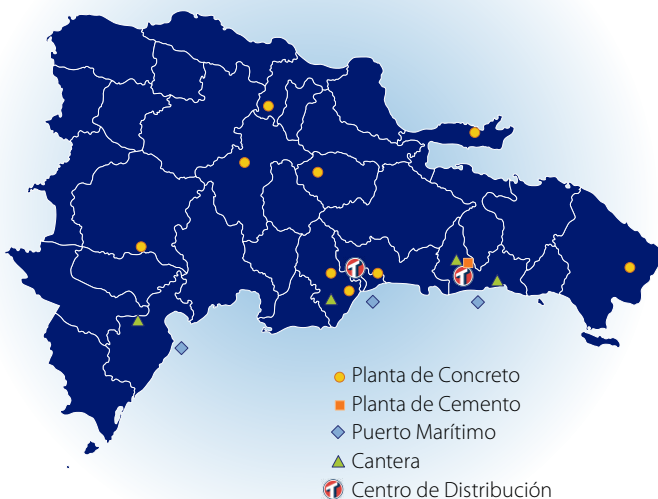 Planta de Concreto
Planta de Cemento
Puerto Marítimo
Cantera
Centro de Distribución